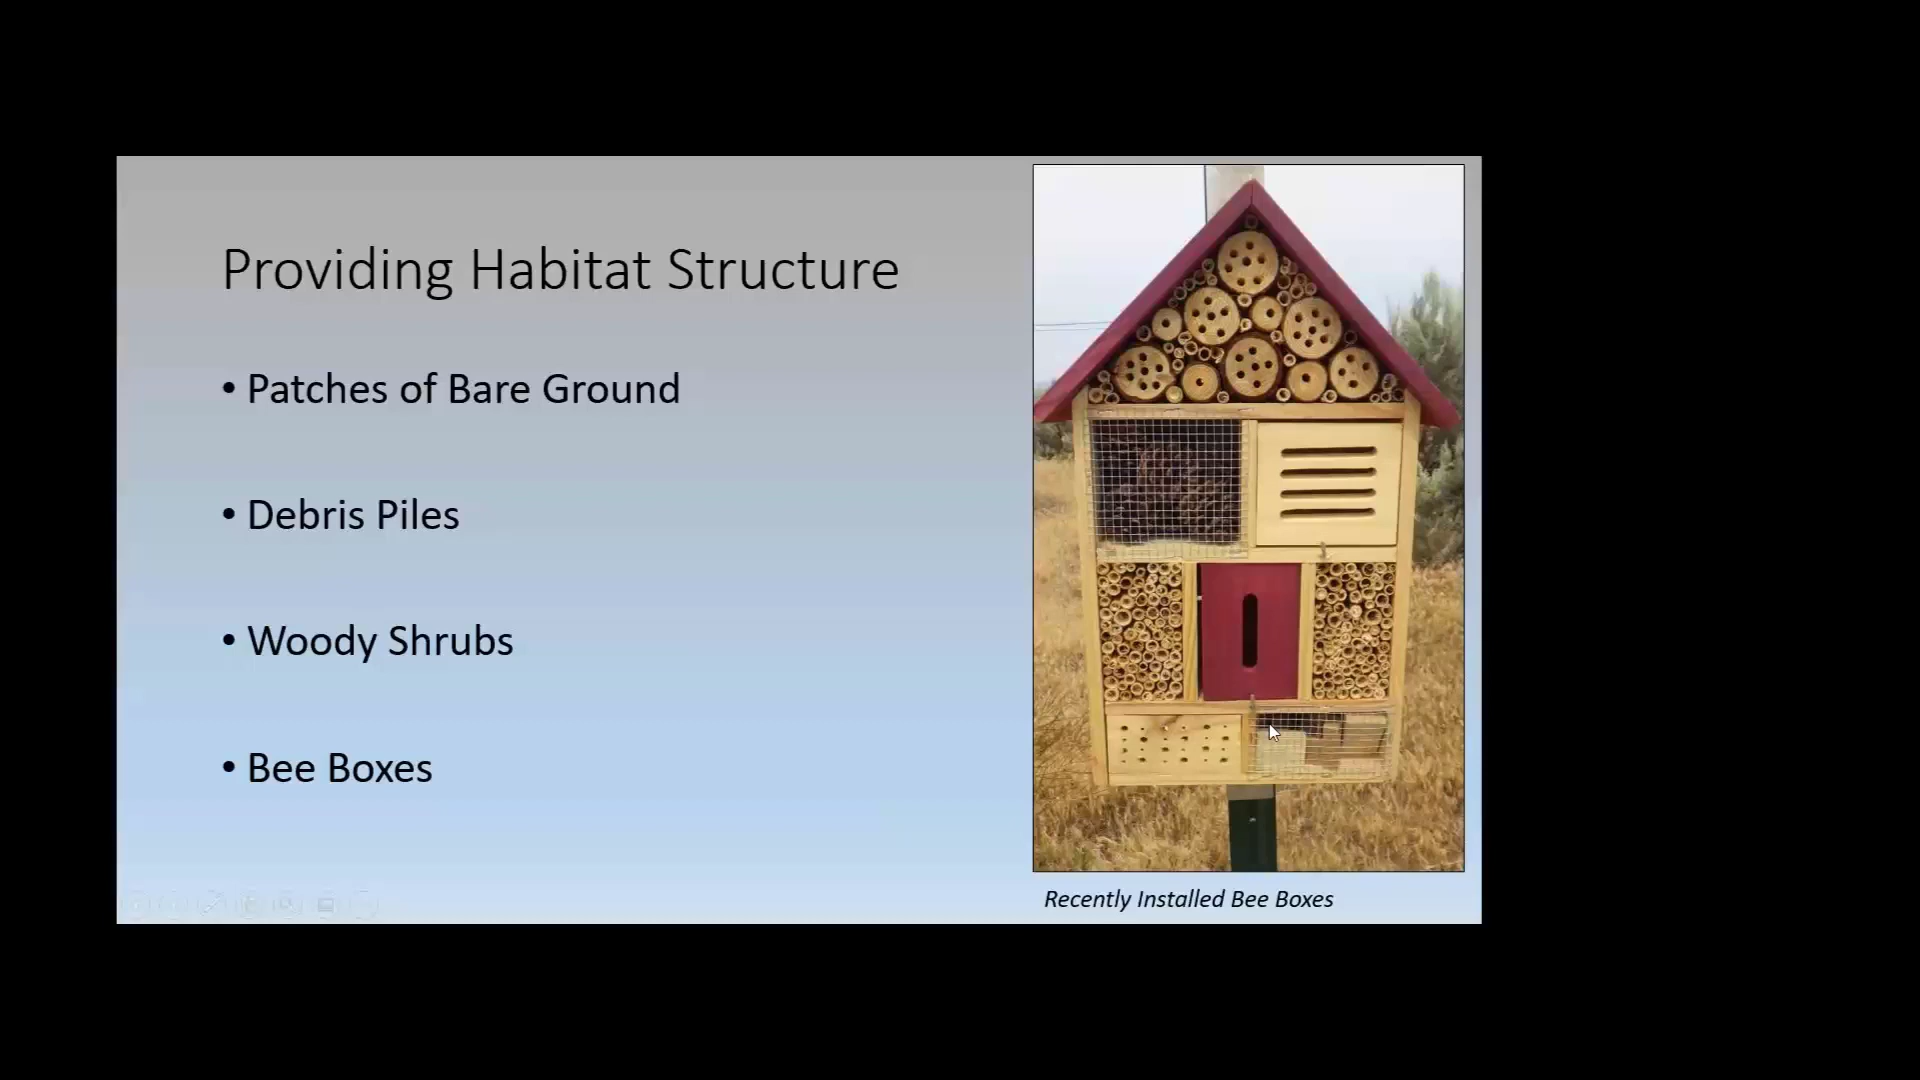 Providing Habitat Structure
• Patches of Bare Ground
• Debris Piles
• Woody Shrubs
• Bee Boxes
Recently Installed Bee Boxes